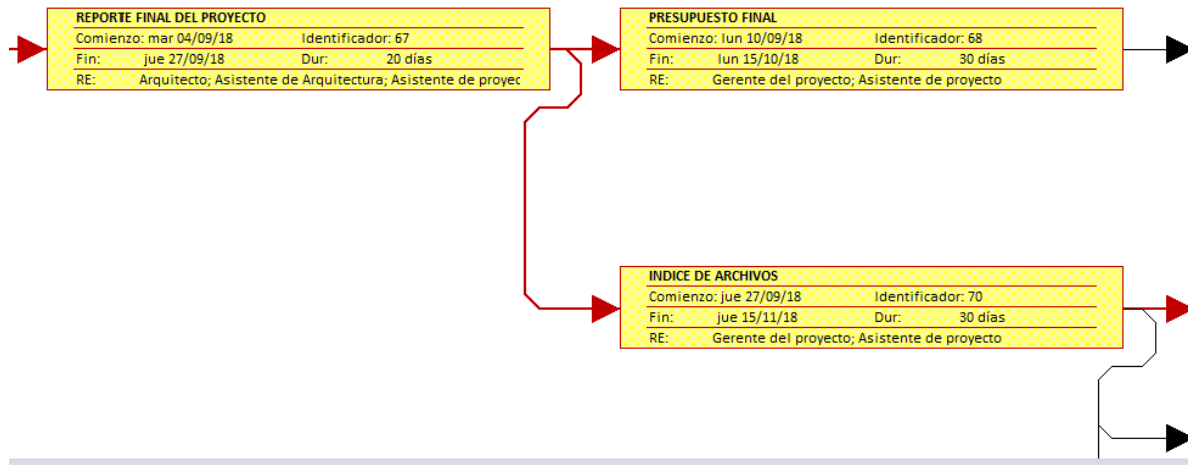 REPORTE FINAL DEL PROYECTO
Comienzo: mar 04/09/18 Identificador: 67
Fin: jue 27/09/18 Dur: 20 días
RE: Arquitecto; Asistente de Arquitectura; Asistente de proyec
PRESUPUESTO FINAL
Comienzo: lun 10/09/18 Identificador: 68
Fin: lun 15/10/18 Dur: 30 días
RE: Gerente del proyecto; Asistente de proyecto
INDICE DE ARCHIVOS
Comienzo: jue 27/09/18 Identificador: 70
Fin: jue 15/11/18 Dur: 30 días
RE: Gerente del proyecto; Asistente de proyecto